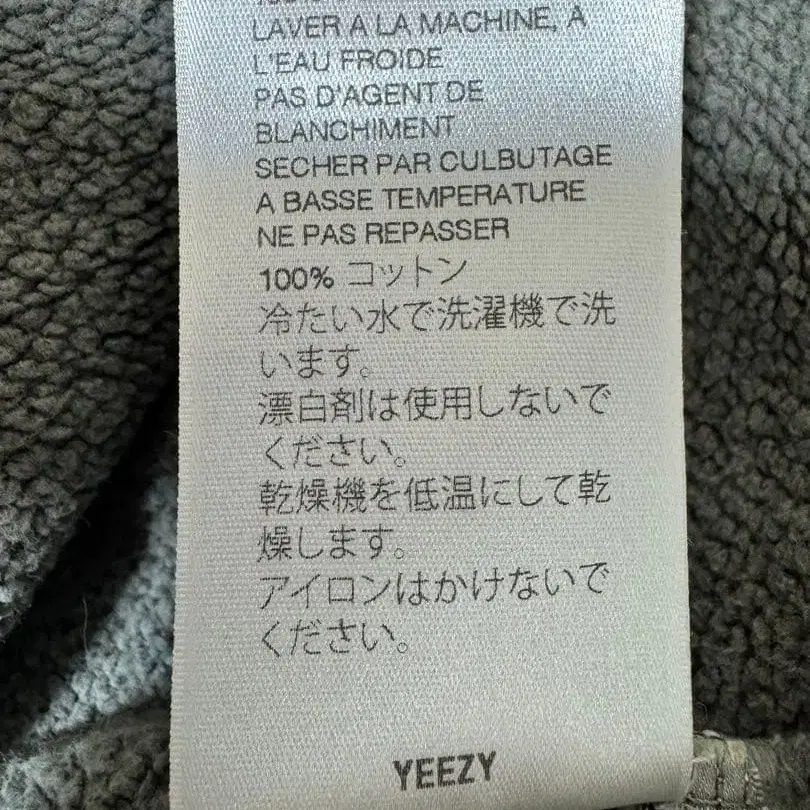 LAVER A LA MACHINE, A
L'EAU FROIDE
PAS D'AGENT DE
BLANCHIMENT
SECHER PAR CULBUTAGE
A BASSE TEMPERATURE
NE PAS REPASSER
100% コットン
冷たい水で洗濯機で洗
います。
漂白剤は使用しないで
ください。
乾燥機を低温にして乾
燥します。
アイロンはかけないで
ください。
YEEZY